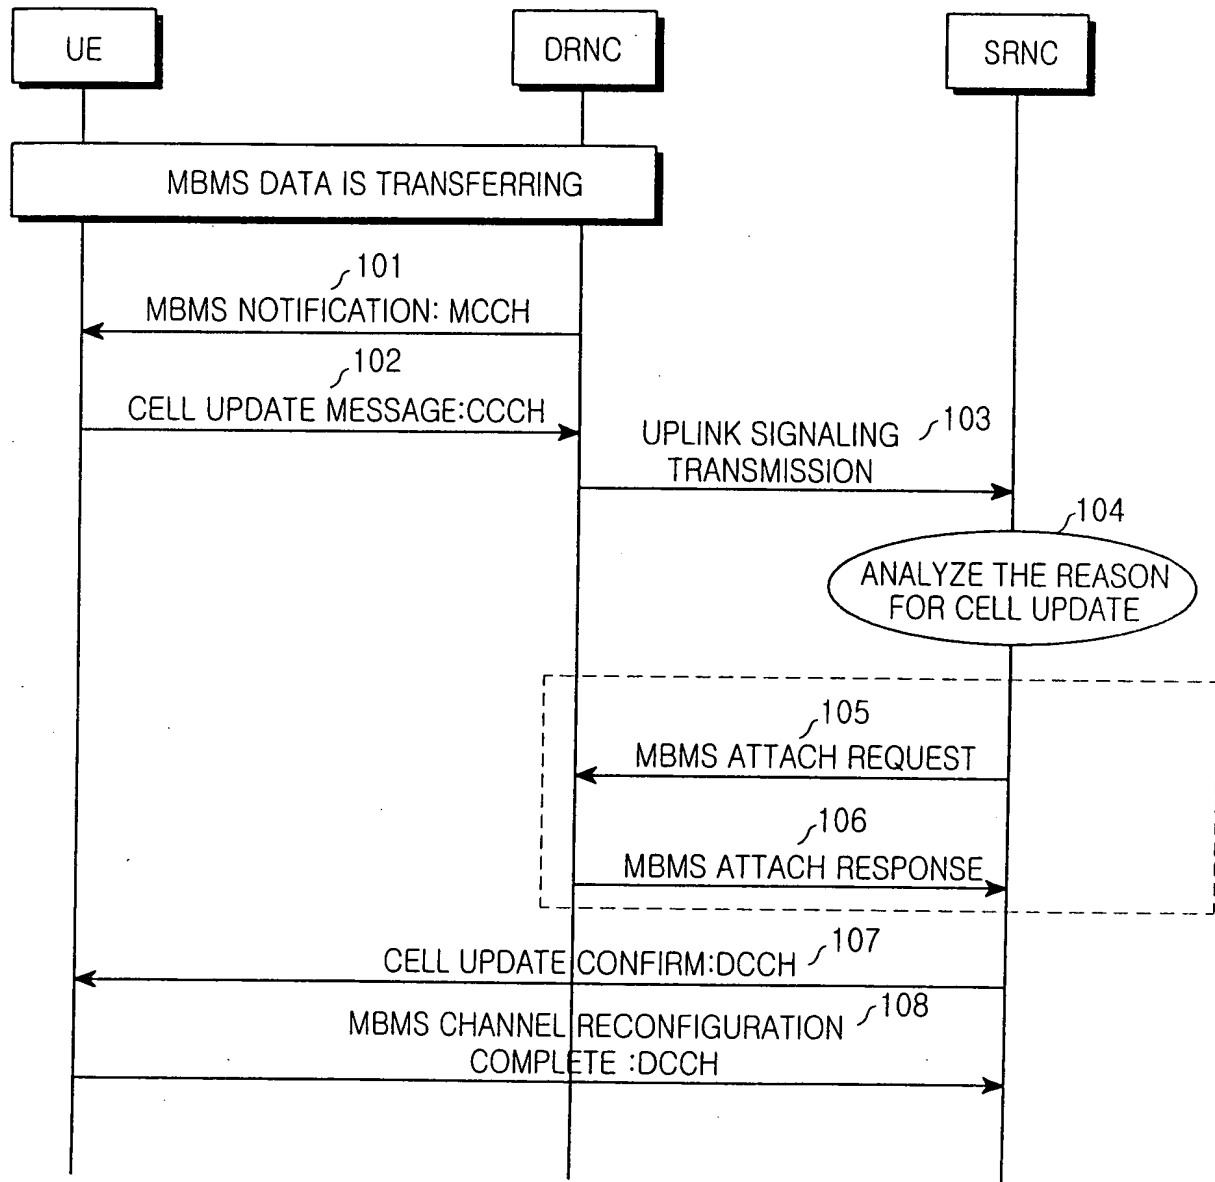 UE
DRNC
SRNC
MBMS DATA IS TRANSFERRING
101
MBMS NOTIFICATION: MCCH
102
CELL UPDATE MESSAGE:CCCH
103
UPLINK SIGNALING
TRANSMISSION
104
ANALYZE THE REASON
FOR CELL UPDATE
105
MBMS ATTACH REQUEST
106
MBMS ATTACH RESPONSE
107
CELL UPDATE CONFIRM:DCCH
108
MBMS CHANNEL RECONFIGURATION
COMPLETE :DCCH